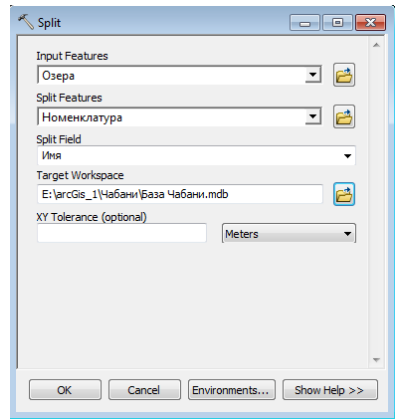 Split
Input Features
Озера
Split Features
Номенклатура
Split Field
Имя
Target Workspace
E:\arcGis_1\Чабани\База Чабани.mdb
XY Tolerance (optional)
Meters
OK Cancel Environments... Show Help >>